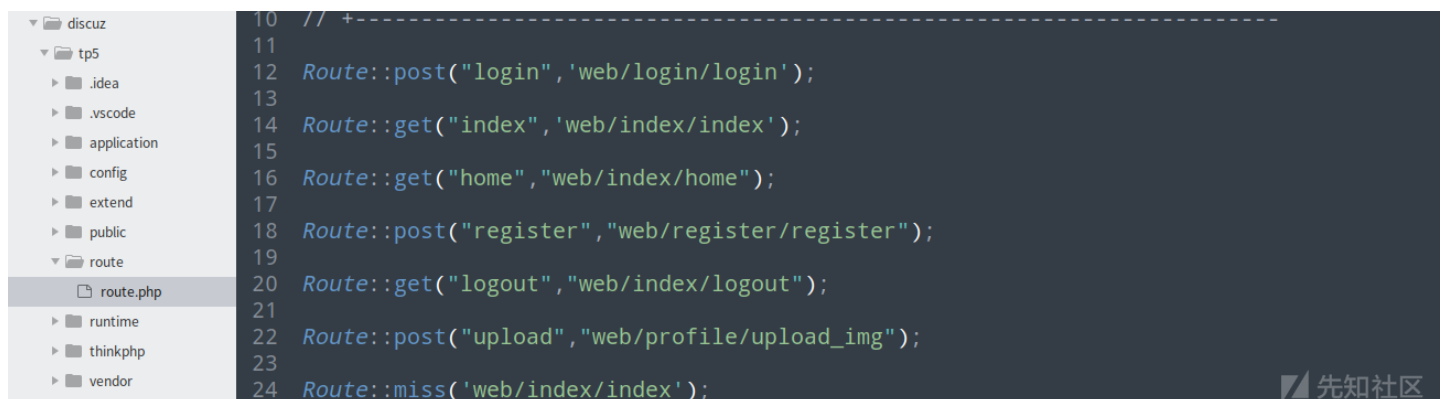 discuz
tp5
.idea
.vscode
application
config
extend
public
route
route.php
runtime
thinkphp
vendor
10 // +----------------------------------------------------------------------
11
12 Route::post("login",'web/login/login');
13
14 Route::get("index",'web/index/index');
15
16 Route::get("home","web/index/home");
17
18 Route::post("register","web/register/register");
19
20 Route::get("logout","web/index/logout");
21
22 Route::post("upload","web/profile/upload_img");
23
24 Route::miss('web/index/index');
先知社区